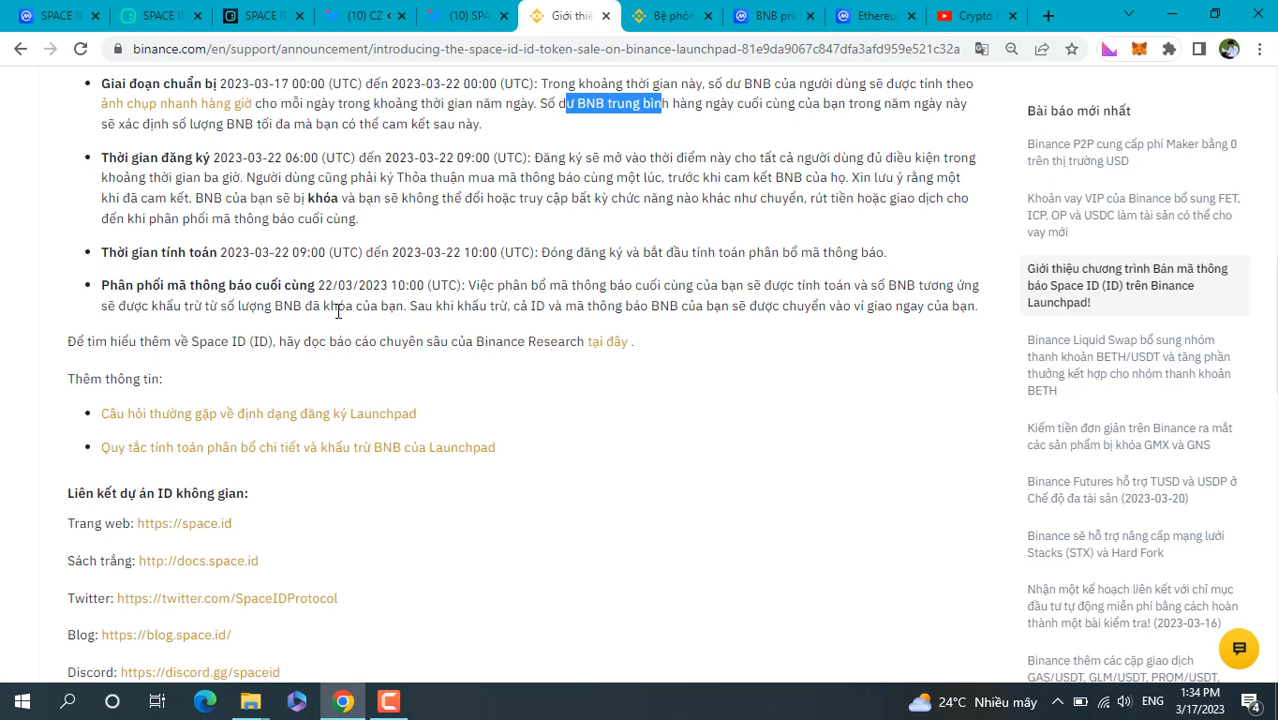 SPACE ID
SPACE ID
SPACE ID
(10) CZ
(10) SPA
Giới thiệ
Bệ phón
BNB pri
Ethereu
Crypto
binance.com/en/support/announcement/introducing-the-space-id-id-token-sale-on-binance-launchpad-81e9da9067c847dfa3afd959e521c32a
Giai đoạn chuẩn bị 2023-03-17 00:00 (UTC) đến 2023-03-22 00:00 (UTC): Trong khoảng thời gian này, số dư BNB của người dùng sẽ được tính theo
ảnh chụp nhanh hàng giờ cho mỗi ngày trong khoảng thời gian năm ngày. Số dư BNB trung bình hàng ngày cuối cùng của bạn trong năm ngày này
sẽ xác định số lượng BNB tối đa mà bạn có thể cam kết sau này.
Thời gian đăng ký 2023-03-22 06:00 (UTC) đến 2023-03-22 09:00 (UTC): Đăng ký sẽ mở vào thời điểm này cho tất cả người dùng đủ điều kiện trong
khoảng thời gian ba giờ. Người dùng cũng phải ký Thỏa thuận mua mã thông báo cùng một lúc, trước khi cam kết BNB của họ. Xin lưu ý rằng một
khi đã cam kết, BNB của bạn sẽ bị khóa và bạn sẽ không thể đổi hoặc truy cập bất kỳ chức năng nào khác như chuyển, rút tiền hoặc giao dịch cho
đến khi phân phối mã thông báo cuối cùng.
Thời gian tính toán 2023-03-22 09:00 (UTC) đến 2023-03-22 10:00 (UTC): Đóng đăng ký và bắt đầu tính toán phân bổ mã thông báo.
Phân phối mã thông báo cuối cùng 22/03/2023 10:00 (UTC): Việc phân bổ mã thông báo cuối cùng của bạn sẽ được tính toán và số BNB tương ứng
sẽ được khấu trừ từ số lượng BNB đã khóa của bạn. Sau khi khấu trừ, cả ID và mã thông báo BNB của bạn sẽ được chuyển vào ví giao ngay của bạn.
Để tìm hiểu thêm về Space ID (ID), hãy đọc báo cáo chuyên sâu của Binance Research tại đây .
Thêm thông tin:
Câu hỏi thường gặp về định dạng đăng ký Launchpad
Quy tắc tính toán phân bổ chi tiết và khấu trừ BNB của Launchpad
Liên kết dự án ID không gian:
Trang web: https://space.id
Sách trắng: http://docs.space.id
Twitter: https://twitter.com/SpaceIDProtocol
Blog: https://blog.space.id/
Discord: https://discord.gg/spaceid
Bài báo mới nhất
Binance P2P cung cấp phí Maker bằng 0
trên thị trường USD
Khoản vay VIP của Binance bổ sung FET,
ICP, OP và USDC làm tài sản có thể cho
vay mới
Giới thiệu chương trình Bán mã thông
báo Space ID (ID) trên Binance
Launchpad!
Binance Liquid Swap bổ sung nhóm
thanh khoản BETH/USDT và tăng phần
thưởng kết hợp cho nhóm thanh khoản
BETH
Kiếm tiền đơn giản trên Binance ra mắt
các sản phẩm bị khóa GMX và GNS
Binance Futures hỗ trợ TUSD và USDP ở
Chế độ đa tài sản (2023-03-20)
Binance sẽ hỗ trợ nâng cấp mạng lưới
Stacks (STX) và Hard Fork
Nhận một kế hoạch liên kết với chỉ mục
đầu tư tự động miễn phí bằng cách hoàn
thành một bài kiểm tra! (2023-03-16)
Binance thêm các cặp giao dịch
GAS/USDT, GLM/USDT, PROM/USDT,
24°C Nhiều mây
ENG
1:34 PM
3/17/2023
4